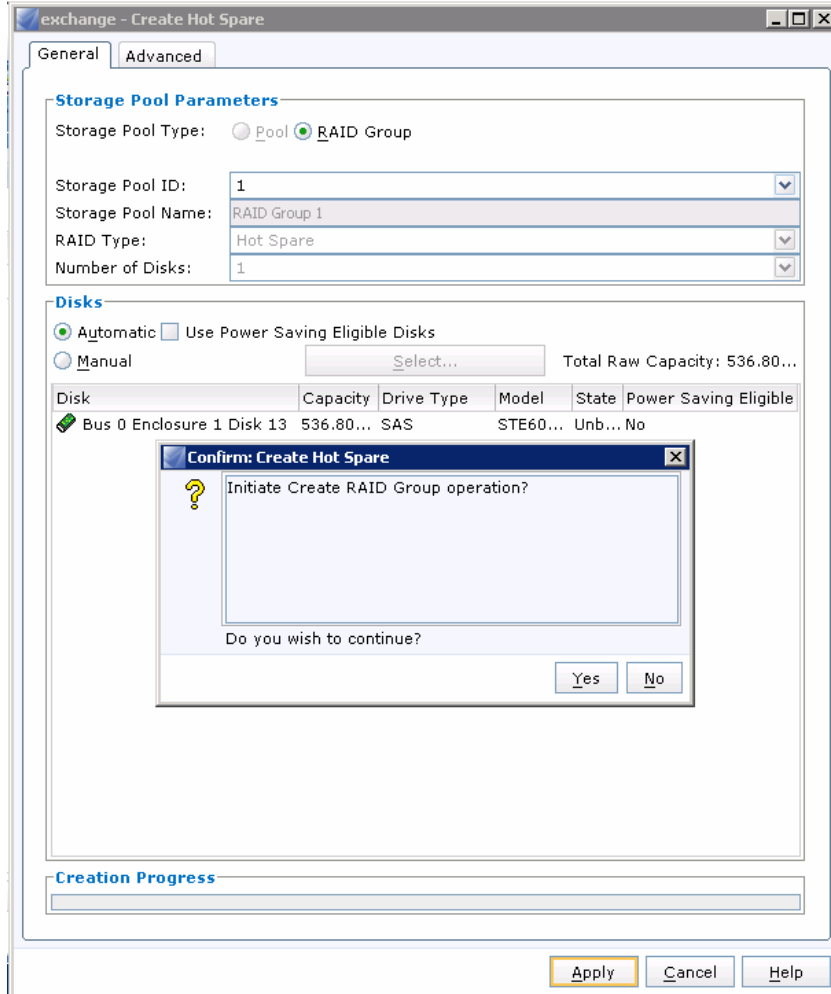 exchange - Create Hot Spare
General Advanced
Storage Pool Parameters
Storage Pool Type: Pool RAID Group
Storage Pool ID: 1
Storage Pool Name: RAID Group 1
RAID Type: Hot Spare
Number of Disks: 1
Disks
Automatic Use Power Saving Eligible Disks
Manual Select... Total Raw Capacity: 536.80...
Disk Capacity Drive Type Model State Power Saving Eligible
Bus 0 Enclosure 1 Disk 13 536.80... SAS STE60... Unb... No
Confirm: Create Hot Spare
Initiate Create RAID Group operation?
Do you wish to continue?
Yes No
Creation Progress
Apply Cancel Help